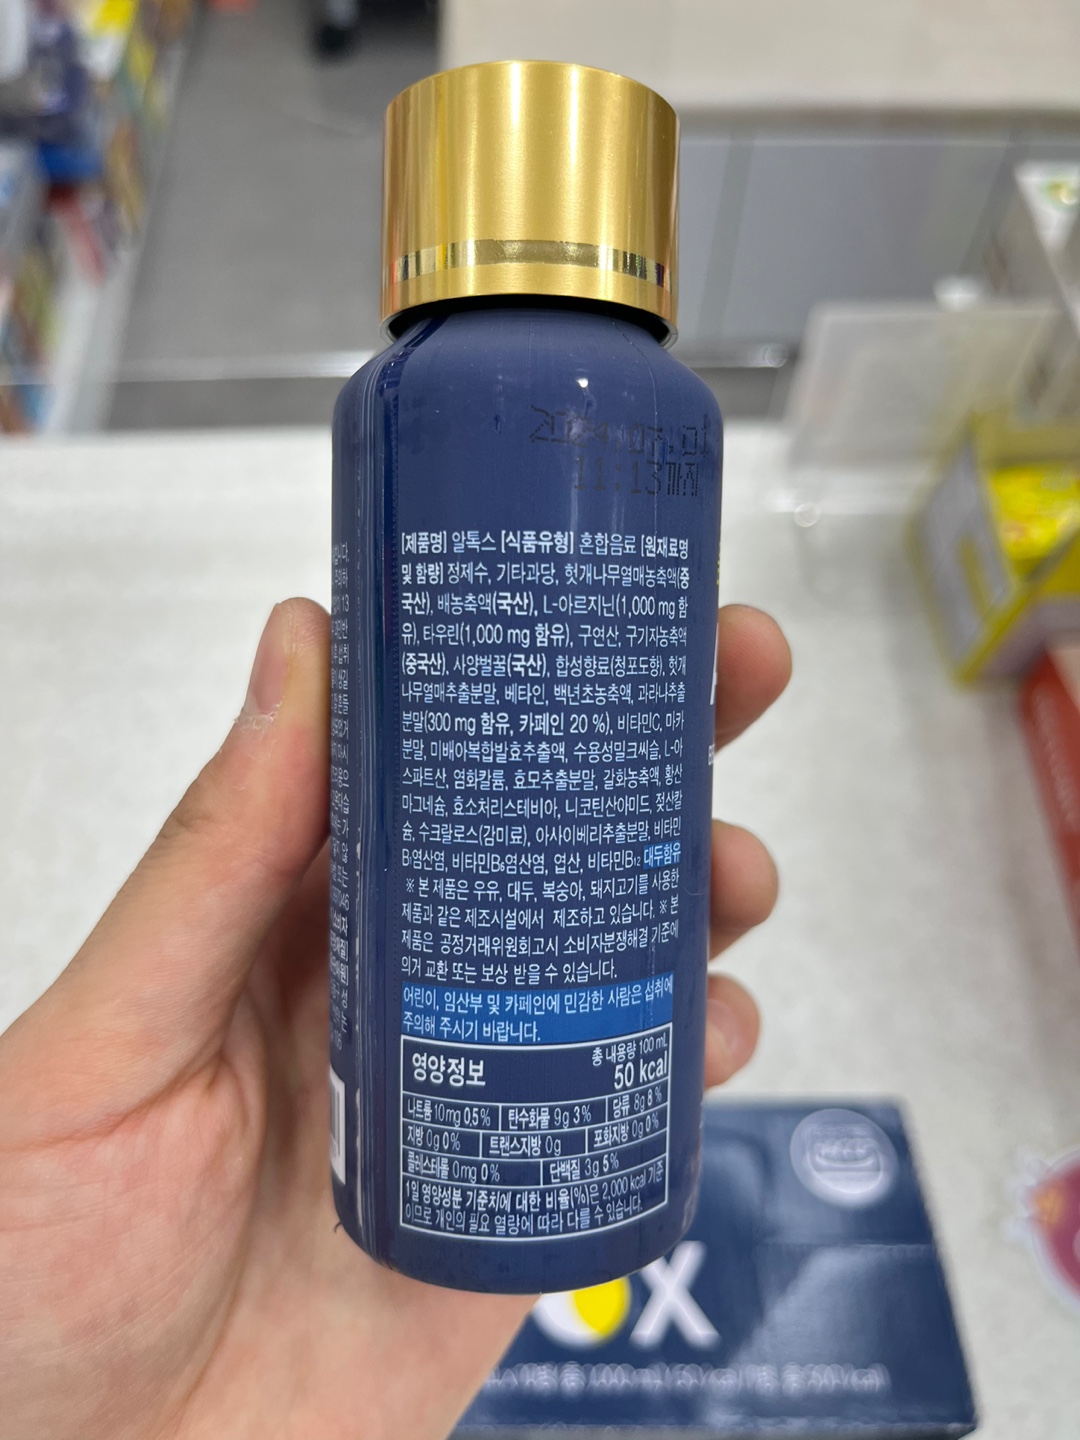 2024.07.01
11:13까지
[제품명] 알톡스 [식품유형] 혼합음료 [원재료명
및 함량] 정제수, 기타과당, 헛개나무열매농축액(중
국산), 배농축액(국산), L-아르지닌(1,000 mg 함
유), 타우린(1,000 mg 함유), 구연산, 구기자농축액
(중국산), 사양벌꿀(국산), 합성향료(청포도향), 헛개
나무열매추출분말, 베타인, 백년초농축액, 과라나추출
분말(300 mg 함유, 카페인 20 %), 비타민C, 마카
분말, 미배아복합발효추출액, 수용성밀크씨슬, L-아
스파트산, 염화칼륨, 효모추출분말, 갈화농축액, 황산
마그네슘, 효소처리스테비아, 니코틴산아미드, 젖산칼
슘, 수크랄로스(감미료), 아사이베리추출분말, 비타민
B₁염산염, 비타민B₆염산염, 엽산, 비타민B₁₂ 대두함유
※ 본 제품은 우유, 대두, 복숭아, 돼지고기를 사용한
제품과 같은 제조시설에서 제조하고 있습니다. ※ 본
제품은 공정거래위원회고시 소비자분쟁해결 기준에
의거 교환 또는 보상 받을 수 있습니다.
어린이, 임산부 및 카페인에 민감한 사람은 섭취에
주의해 주시기 바랍니다.
영양정보 총 내용량 100 mL
50 kcal
나트륨 10 mg 0.5 % 탄수화물 9 g 3 % 당류 8 g 8 %
지방 0 g 0 % 트랜스지방 0 g 포화지방 0 g 0 %
콜레스테롤 0 mg 0 % 단백질 3 g 5 %
1일 영양성분 기준치에 대한 비율(%)은 2,000 kcal 기준
이므로 개인의 필요 열량에 따라 다를 수 있습니다.
X